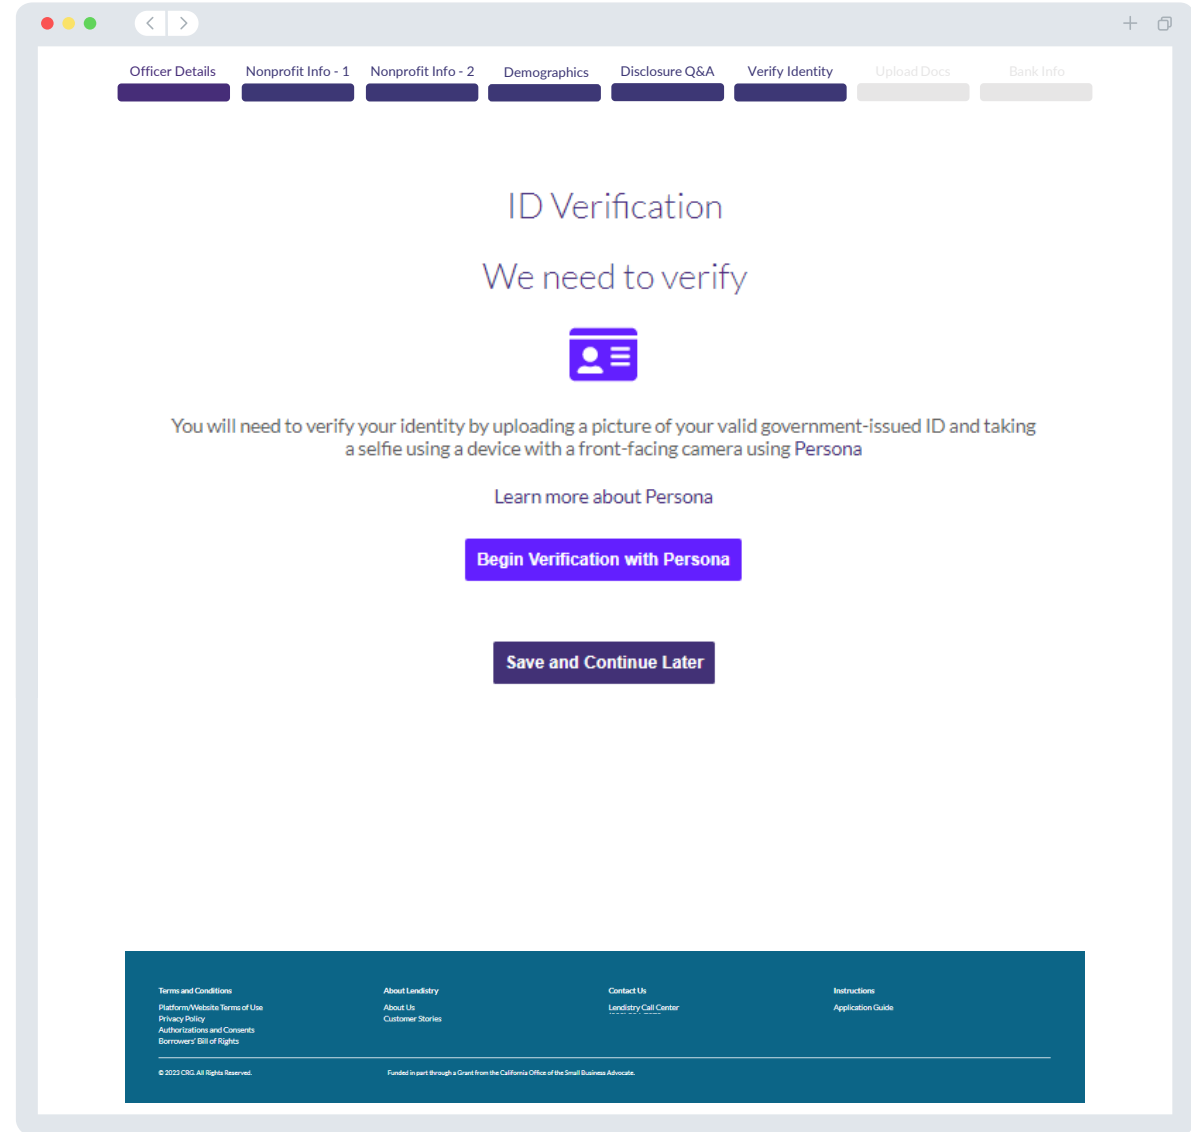 Officer Details Nonprofit Info - 1 Nonprofit Info - 2 Demographics Disclosure Q&A Verify Identity Upload Docs Bank Info
ID Verification
We need to verify
You will need to verify your identity by uploading a picture of your valid government-issued ID and taking
a selfie using a device with a front-facing camera using Persona
Learn more about Persona
Begin Verification with Persona
Save and Continue Later
Terms and Conditions
Platform/Website Terms of Use
Privacy Policy
Authorizations and Consents
Borrowers' Bill of Rights
About Lendistry
About Us
Customer Stories
Contact Us
Lendistry Call Center
Instructions
Application Guide
© 2023 CRG. All Rights Reserved.
Funded in part through a Grant from the California Office of the Small Business Advocate.